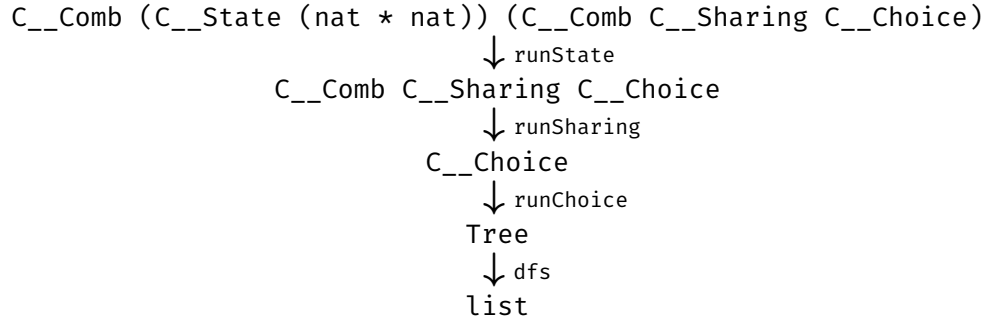 C__Comb (C__State (nat * nat)) (C__Comb C__Sharing C__Choice)
runState
C__Comb C__Sharing C__Choice
runSharing
C__Choice
runChoice
Tree
dfs
list